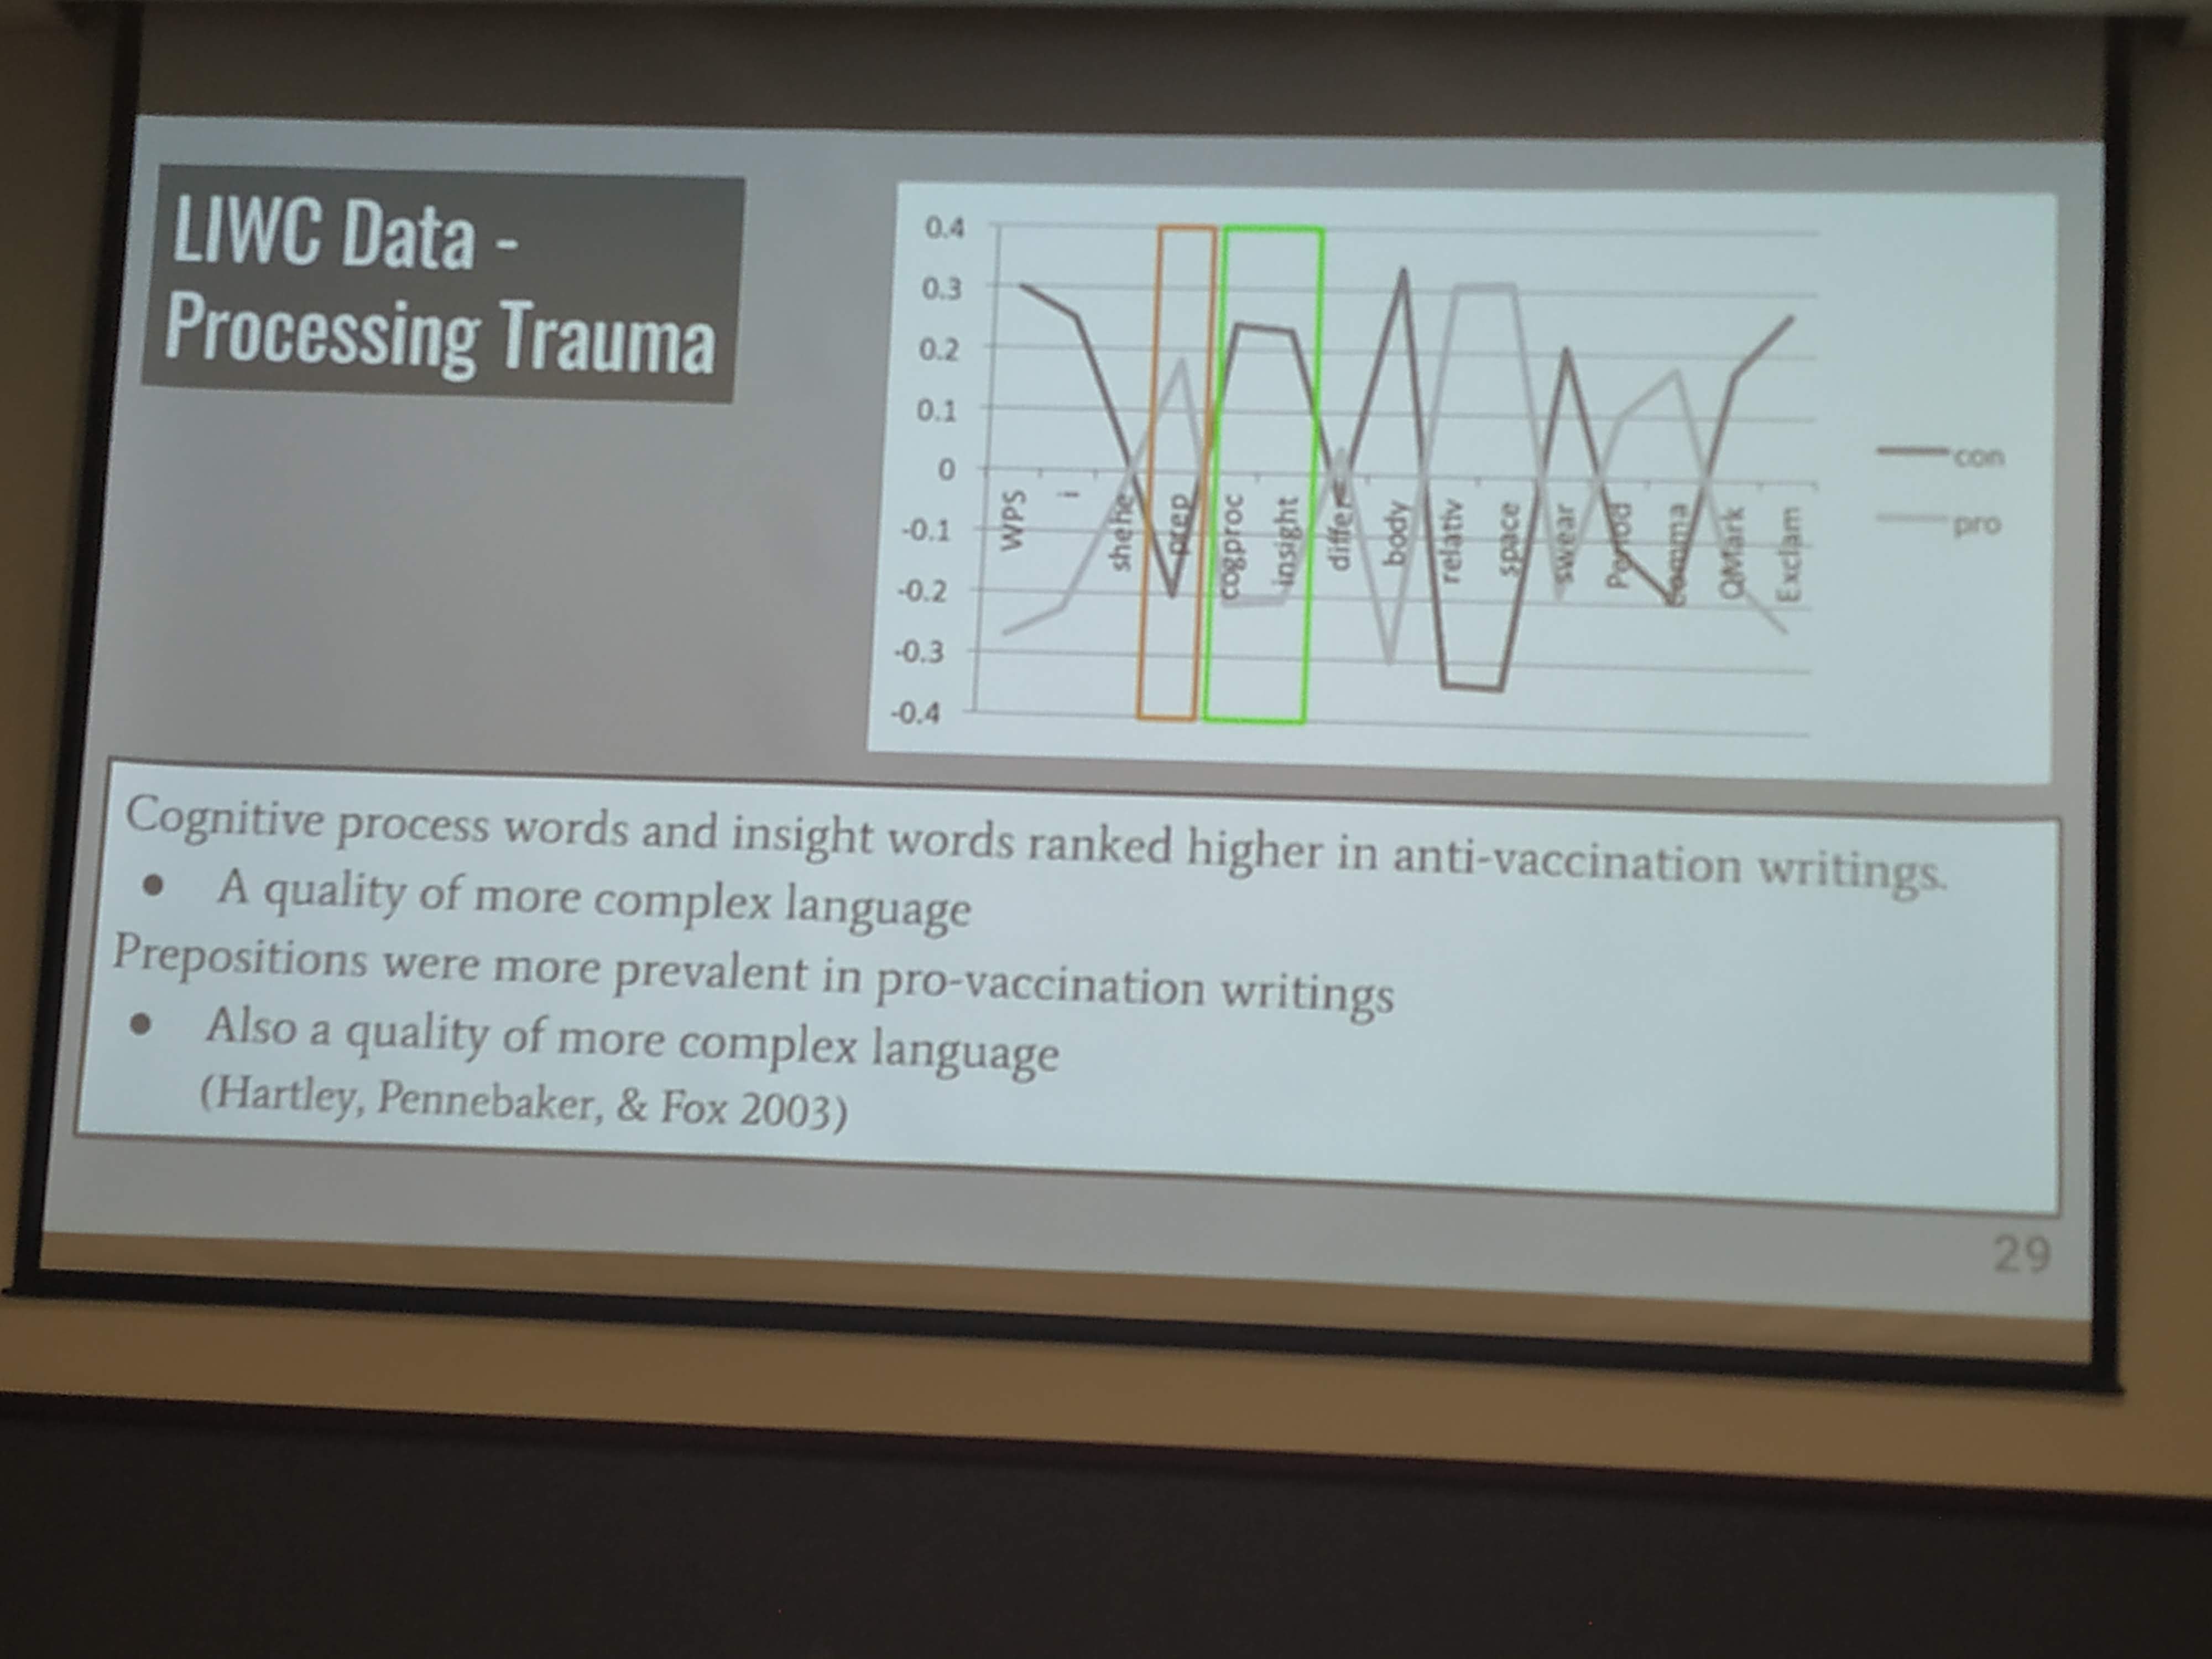 LIWC Data -
Processing Trauma
0.4
0.3
0.2
0.1
0
-0.1
-0.2
-0.3
-0.4
WPS
I
shehe
prep
cogproc
insight
differ
body
relativ
space
swear
Period
Comma
QMark
Exclam
con
pro
Cognitive process words and insight words ranked higher in anti-vaccination writings.
• A quality of more complex language
Prepositions were more prevalent in pro-vaccination writings
• Also a quality of more complex language
(Hartley, Pennebaker, & Fox 2003)
29